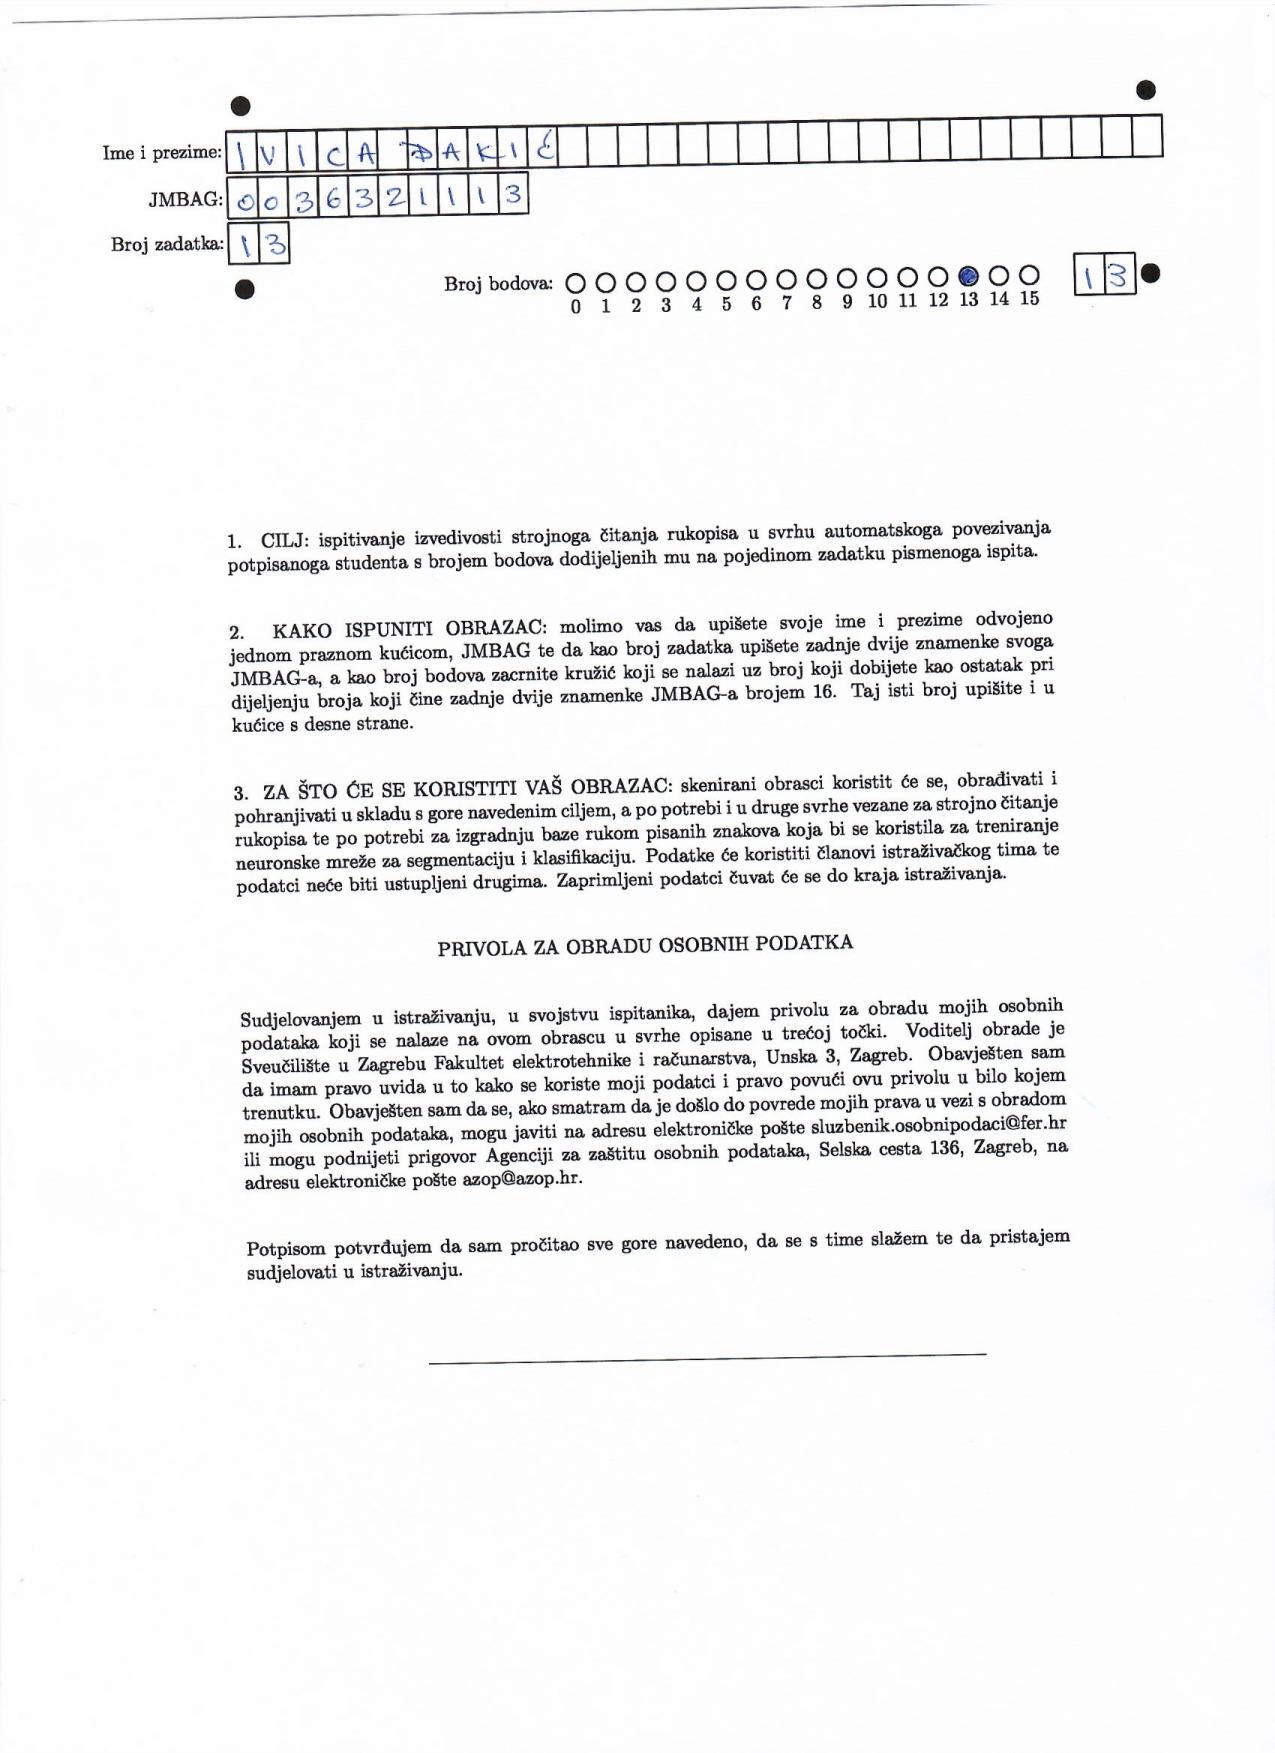 Ime i prezime: IVICA ĐAKIĆ
JMBAG: 0036321113
Broj zadatka: 13
Broj bodova: 13
0 1 2 3 4 5 6 7 8 9 10 11 12 13 14 15
1. CILJ: ispitivanje izvedivosti strojnoga čitanja rukopisa u svrhu automatskoga povezivanja
potpisanoga studenta s brojem bodova dodijeljenih mu na pojedinom zadatku pismenoga ispita.
2. KAKO ISPUNITI OBRAZAC: molimo vas da upišete svoje ime i prezime odvojeno
jednom praznom kućicom, JMBAG te da kao broj zadatka upišete zadnje dvije znamenke svoga
JMBAG-a, a kao broj bodova zacrnite kružić koji se nalazi uz broj koji dobijete kao ostatak pri
dijeljenju broja koji čine zadnje dvije znamenke JMBAG-a brojem 16. Taj isti broj upišite i u
kućice s desne strane.
3. ZA ŠTO ĆE SE KORISTITI VAŠ OBRAZAC: skenirani obrasci koristit će se, obrađivati i
pohranjivati u skladu s gore navedenim ciljem, a po potrebi i u druge svrhe vezane za strojno čitanje
rukopisa te po potrebi za izgradnju baze rukom pisanih znakova koja bi se koristila za treniranje
neuronske mreže za segmentaciju i klasifikaciju. Podatke će koristiti članovi istraživačkog tima te
podatci neće biti ustupljeni drugima. Zaprimljeni podatci čuvat će se do kraja istraživanja.
PRIVOLA ZA OBRADU OSOBNIH PODATKA
Sudjelovanjem u istraživanju, u svojstvu ispitanika, dajem privolu za obradu mojih osobnih
podataka koji se nalaze na ovom obrascu u svrhe opisane u trećoj točki. Voditelj obrade je
Sveučilište u Zagrebu Fakultet elektrotehnike i računarstva, Unska 3, Zagreb. Obavješten sam
da imam pravo uvida u to kako se koriste moji podatci i pravo povući ovu privolu u bilo kojem
trenutku. Obavješten sam da se, ako smatram da je došlo do povrede mojih prava u vezi s obradom
mojih osobnih podataka, mogu javiti na adresu elektroničke pošte sluzbenik.osobnipodaci@fer.hr
ili mogu podnijeti prigovor Agenciji za zaštitu osobnih podataka, Selska cesta 136, Zagreb, na
adresu elektroničke pošte azop@azop.hr.
Potpisom potvrđujem da sam pročitao sve gore navedeno, da se s time slažem te da pristajem
sudjelovati u istraživanju.